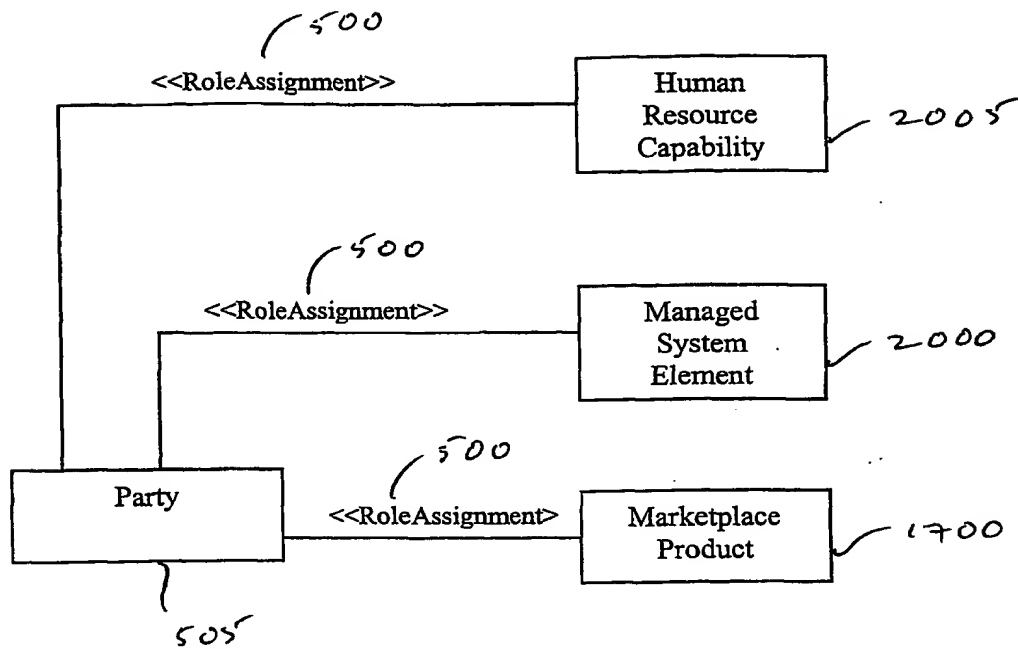 500
<<RoleAssignment>>
Human
Resource
Capability
2005
500
<<RoleAssignment>>
Managed
System
Element
2000
500
Party
<<RoleAssignment>
Marketplace
Product
1700
505